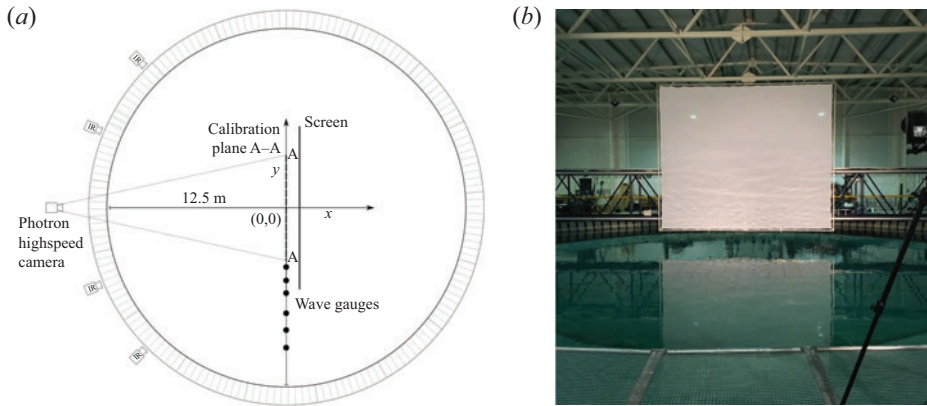 (a)
(b)
IR
IR
Calibration
plane A–A
Screen
A
y
12.5 m
(0,0)
x
Photron
highspeed
camera
A
Wave gauges
IR
IR